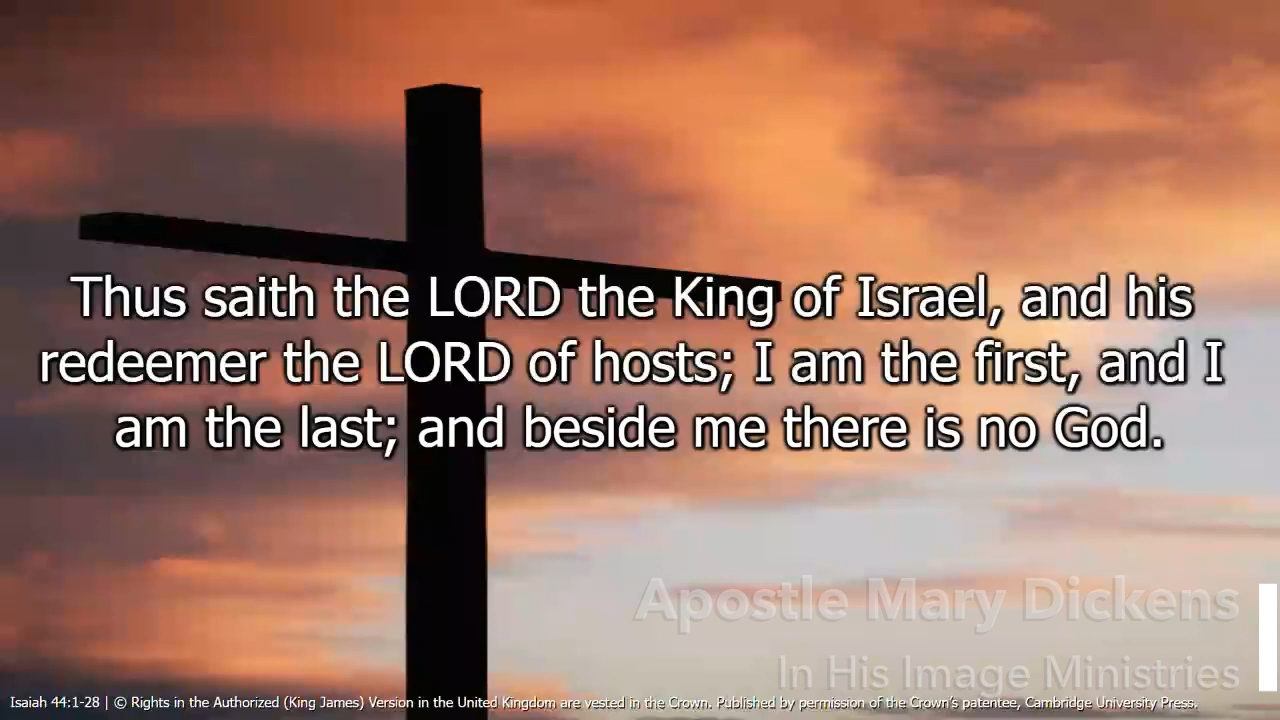 Thus saith the LORD the King of Israel, and his
redeemer the LORD of hosts; I am the first, and I
am the last; and beside me there is no God.
Apostle Mary Dickens
In His Image Ministries
Isaiah 44:1-28 | © Rights in the Authorized (King James) Version in the United Kingdom are vested in the Crown. Published by permission of the Crown’s patentee, Cambridge University Press.